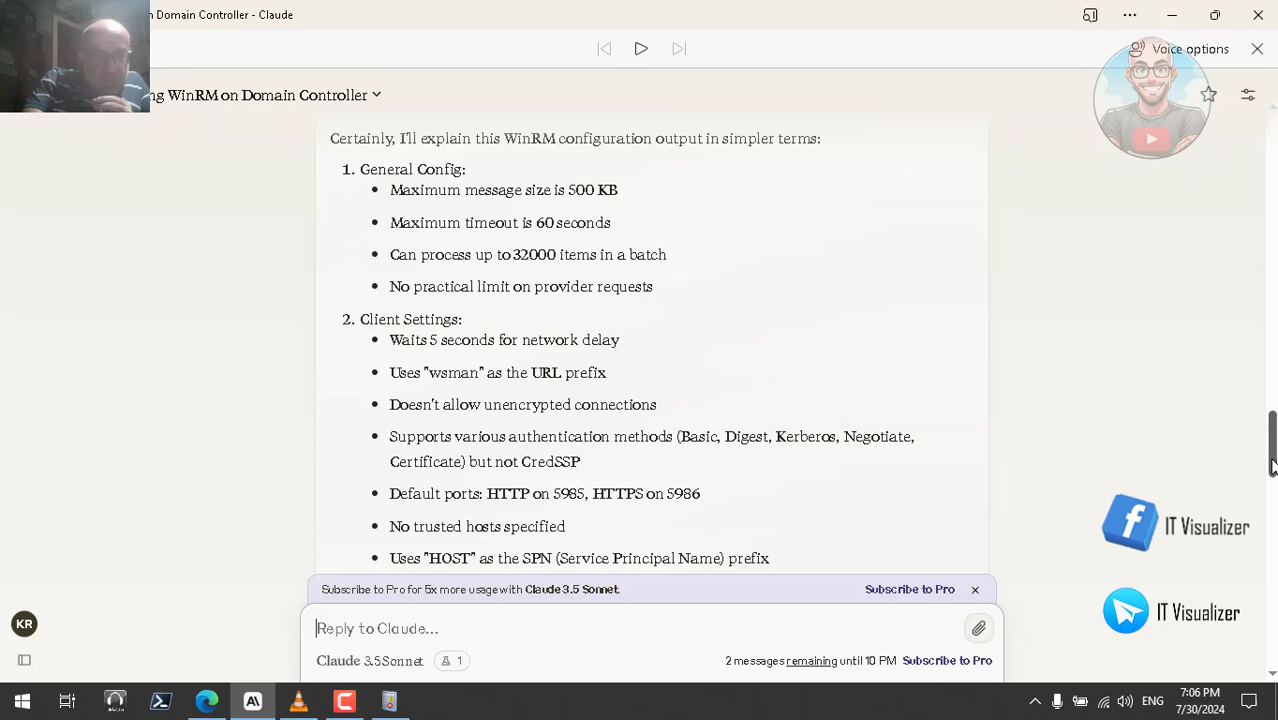 n Domain Controller - Claude
Voice options
ng WinRM on Domain Controller
Certainly, I'll explain this WinRM configuration output in simpler terms:
1. General Config:
• Maximum message size is 500 KB
• Maximum timeout is 60 seconds
• Can process up to 32000 items in a batch
• No practical limit on provider requests
2. Client Settings:
• Waits 5 seconds for network delay
• Uses "wsman" as the URL prefix
• Doesn't allow unencrypted connections
• Supports various authentication methods (Basic, Digest, Kerberos, Negotiate,
Certificate) but not CredSSP
• Default ports: HTTP on 5985, HTTPS on 5986
• No trusted hosts specified
• Uses "HOST" as the SPN (Service Principal Name) prefix
IT Visualizer
IT Visualizer
Subscribe to Pro for 5x more usage with Claude 3.5 Sonnet.
Subscribe to Pro
KR
Reply to Claude...
Claude 3.5 Sonnet
1
2 messages remaining until 10 PM Subscribe to Pro
ENG
7:06 PM
7/30/2024